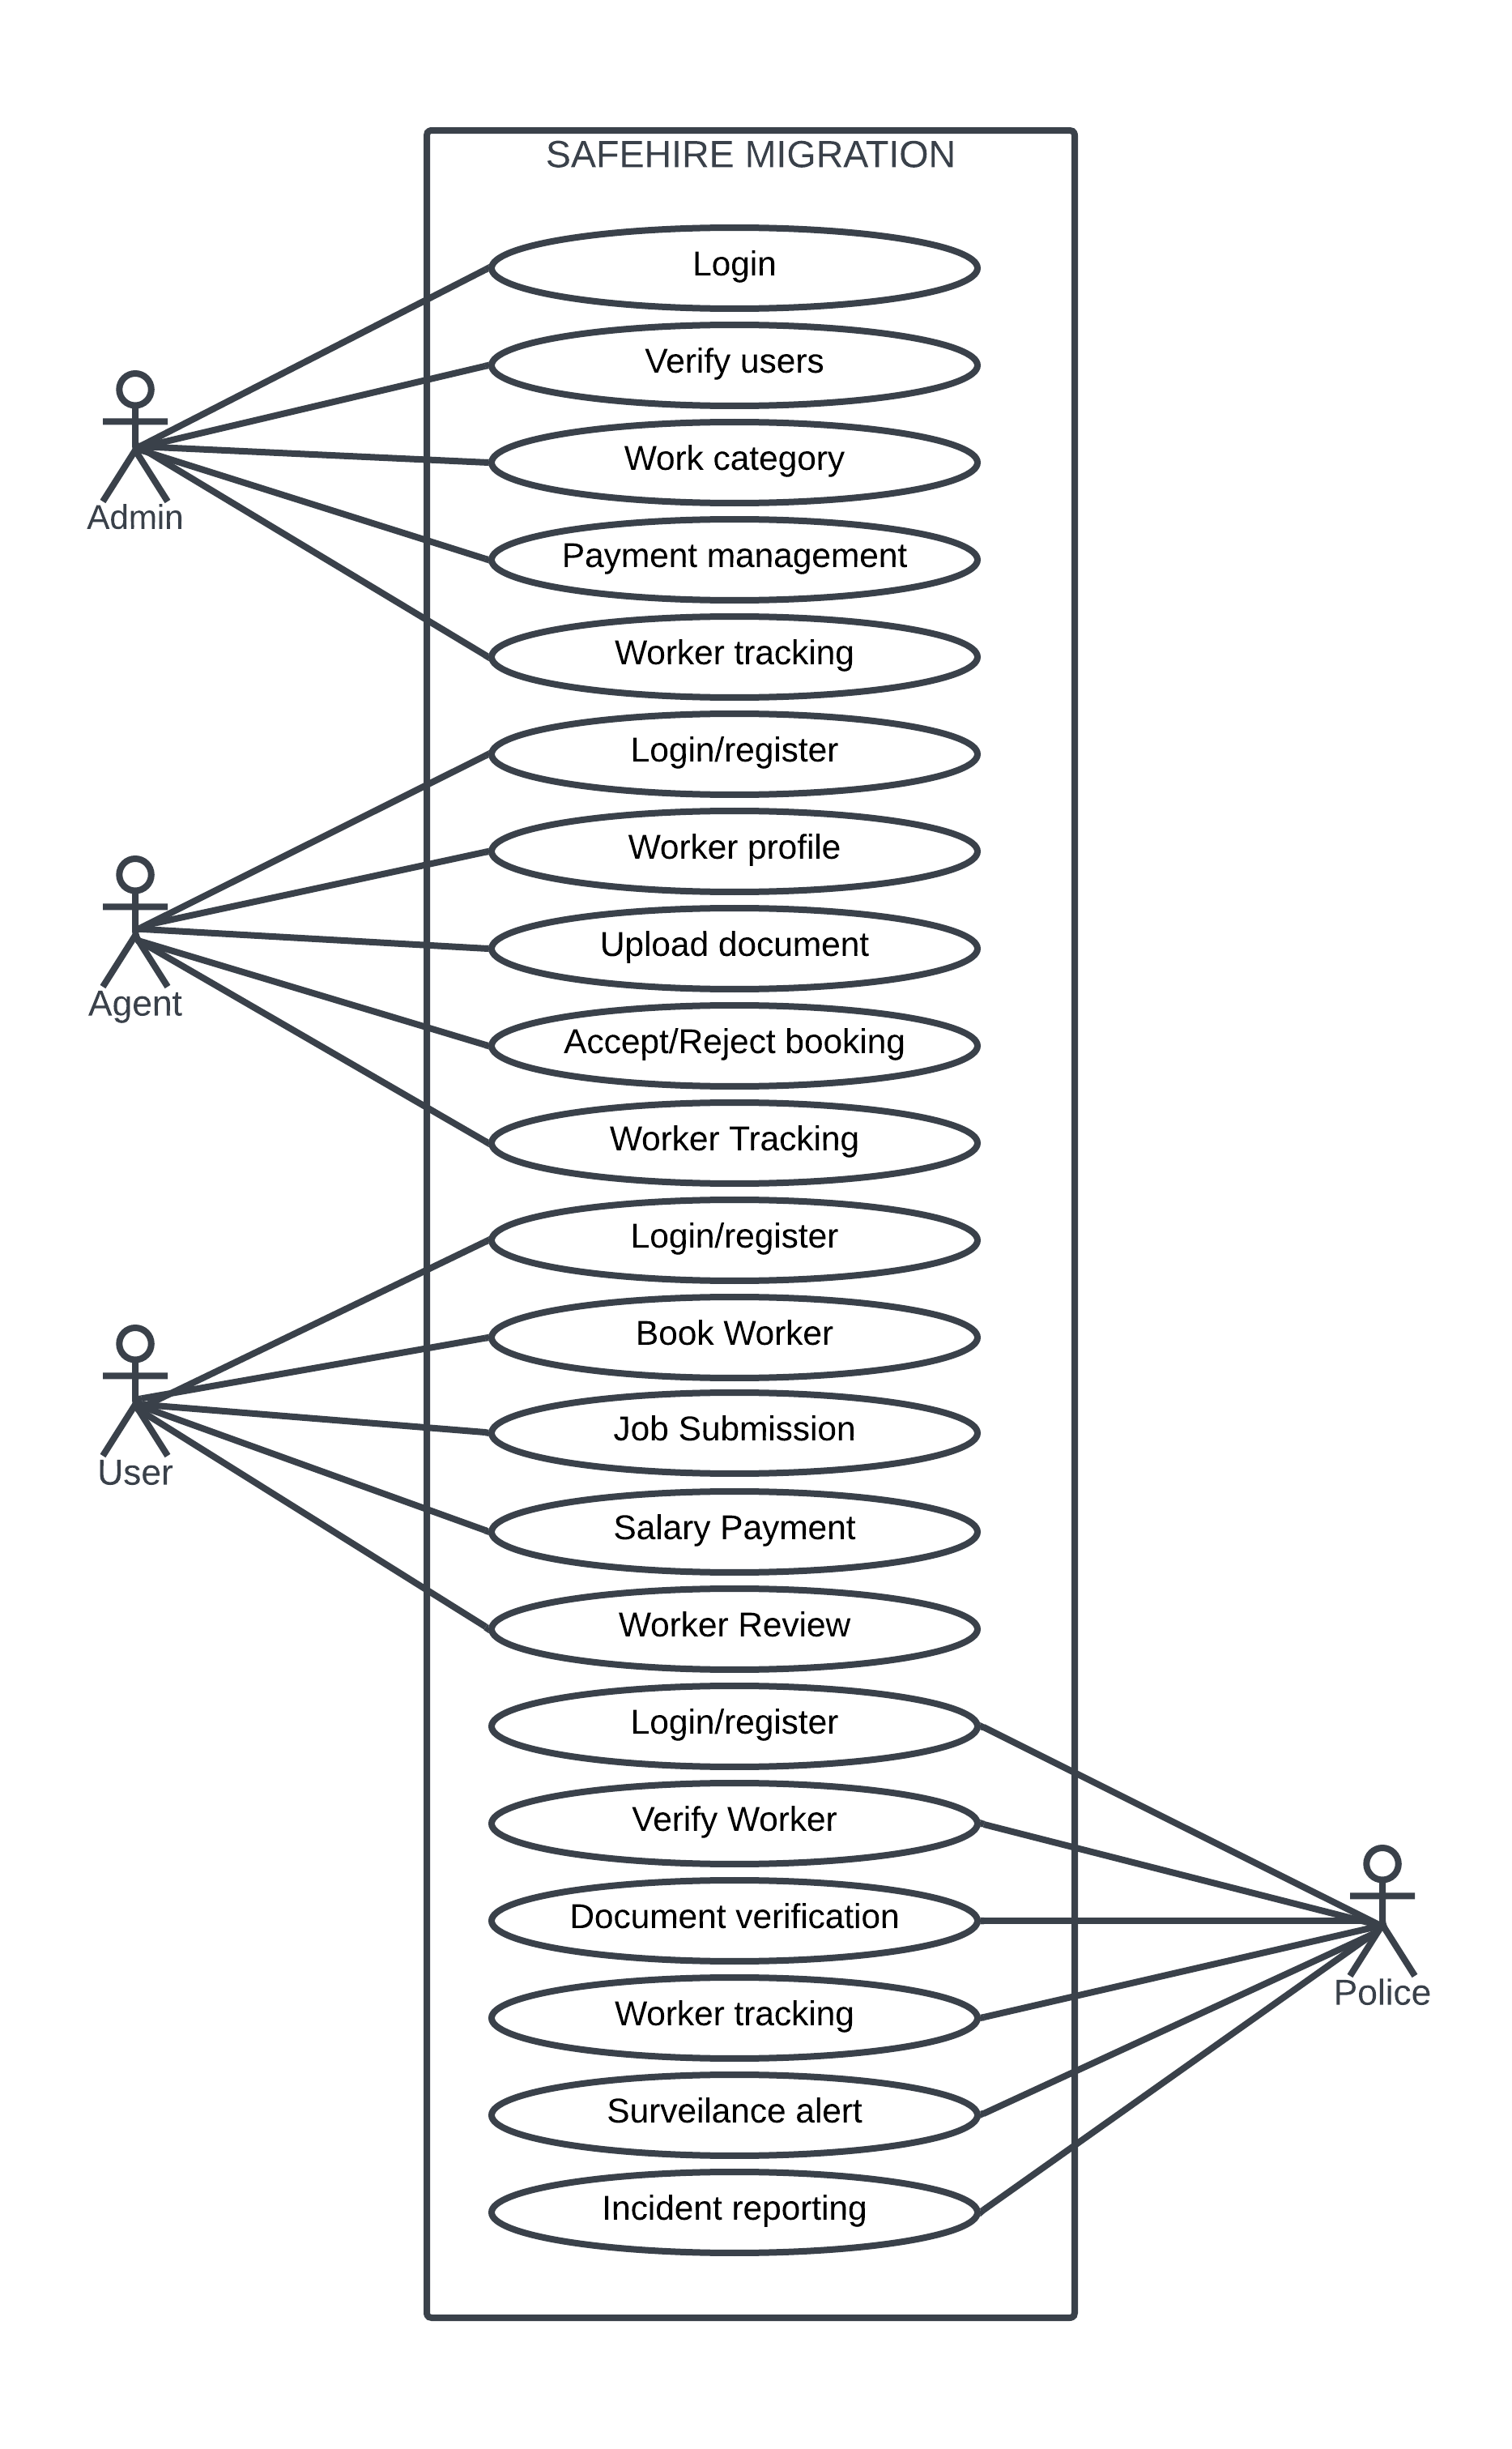 SAFEHIRE MIGRATION
Login
Verify users
Work category
Admin
Payment management
Worker tracking
Login/register
Worker profile
Upload document
Agent
Accept/Reject booking
Worker Tracking
Login/register
Book Worker
Job Submission
User
Salary Payment
Worker Review
Login/register
Verify Worker
Document verification
Police
Worker tracking
Surveilance alert
Incident reporting